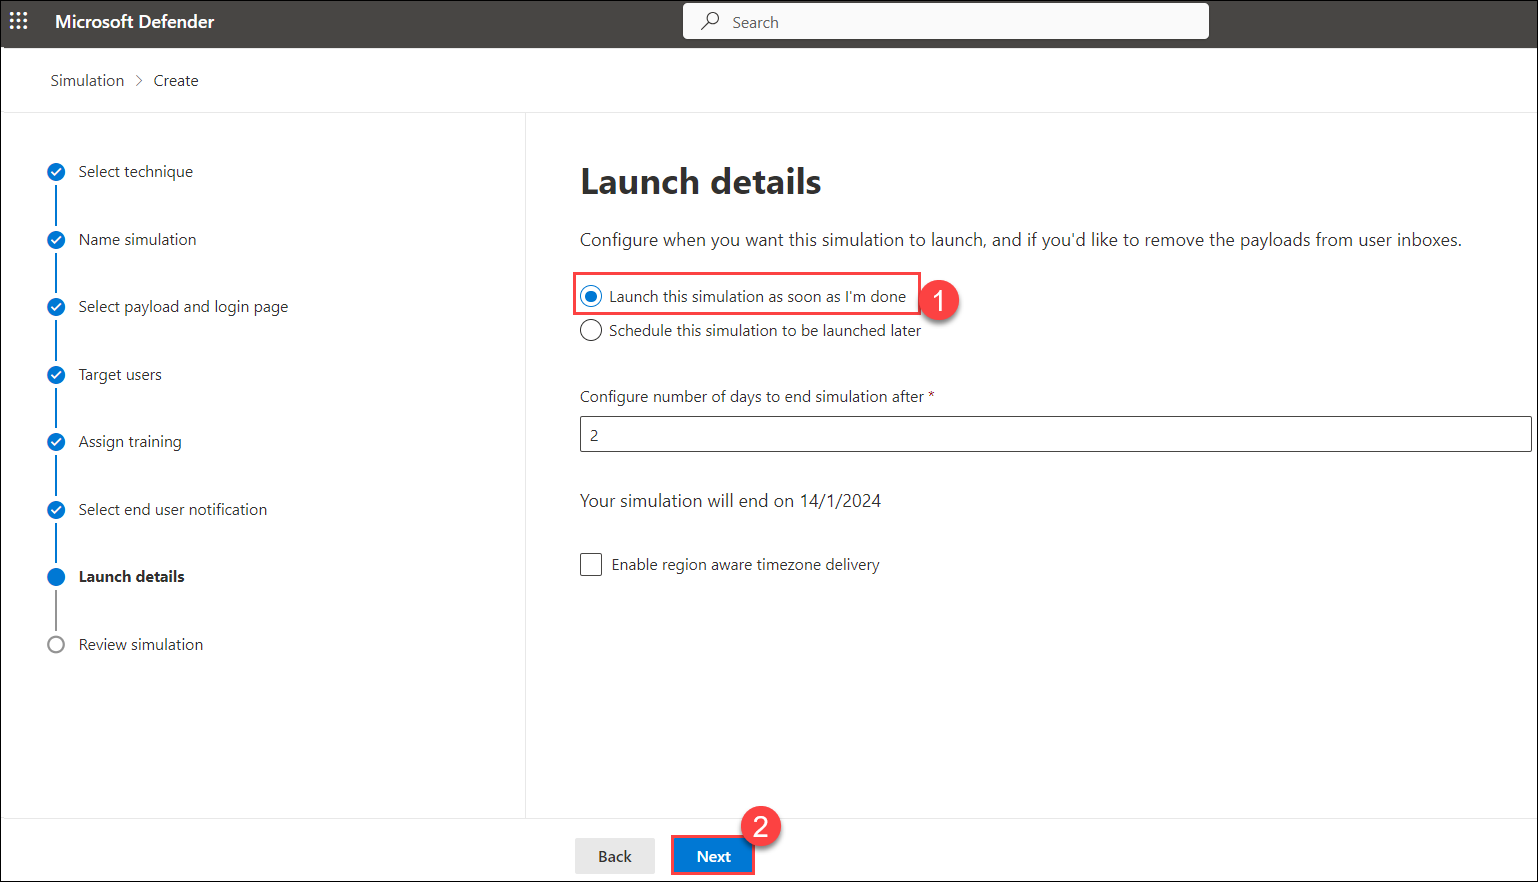 Microsoft Defender
Search
Simulation > Create
Select technique
Name simulation
Select payload and login page
Target users
Assign training
Select end user notification
Launch details
Review simulation
Launch details
Configure when you want this simulation to launch, and if you'd like to remove the payloads from user inboxes.
Launch this simulation as soon as I'm done
1
Schedule this simulation to be launched later
Configure number of days to end simulation after *
2
Your simulation will end on 14/1/2024
Enable region aware timezone delivery
2
Back
Next